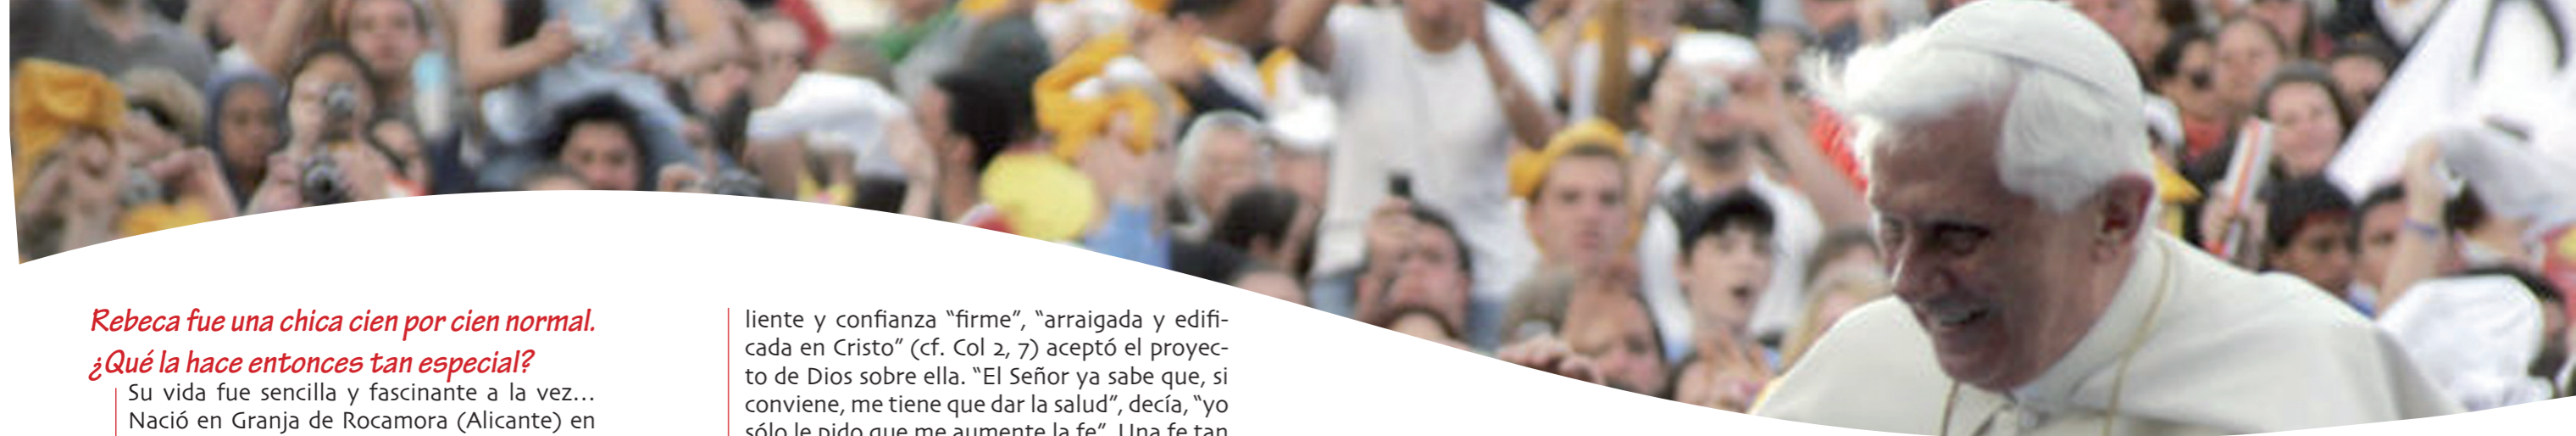 Rebeca fue una chica cien por cien normal.
¿Qué la hace entonces tan especial?
Su vida fue sencilla y fascinante a la vez...
Nació en Granja de Rocamora (Alicante) en
liente y confianza “firme”, “arraigada y edifi-
cada en Cristo” (cf. Col 2, 7) aceptó el proyec-
to de Dios sobre ella. “El Señor ya sabe que, si
conviene, me tiene que dar la salud”, decía, “yo
sólo le pido que me aumente la fe”. Una fe tan